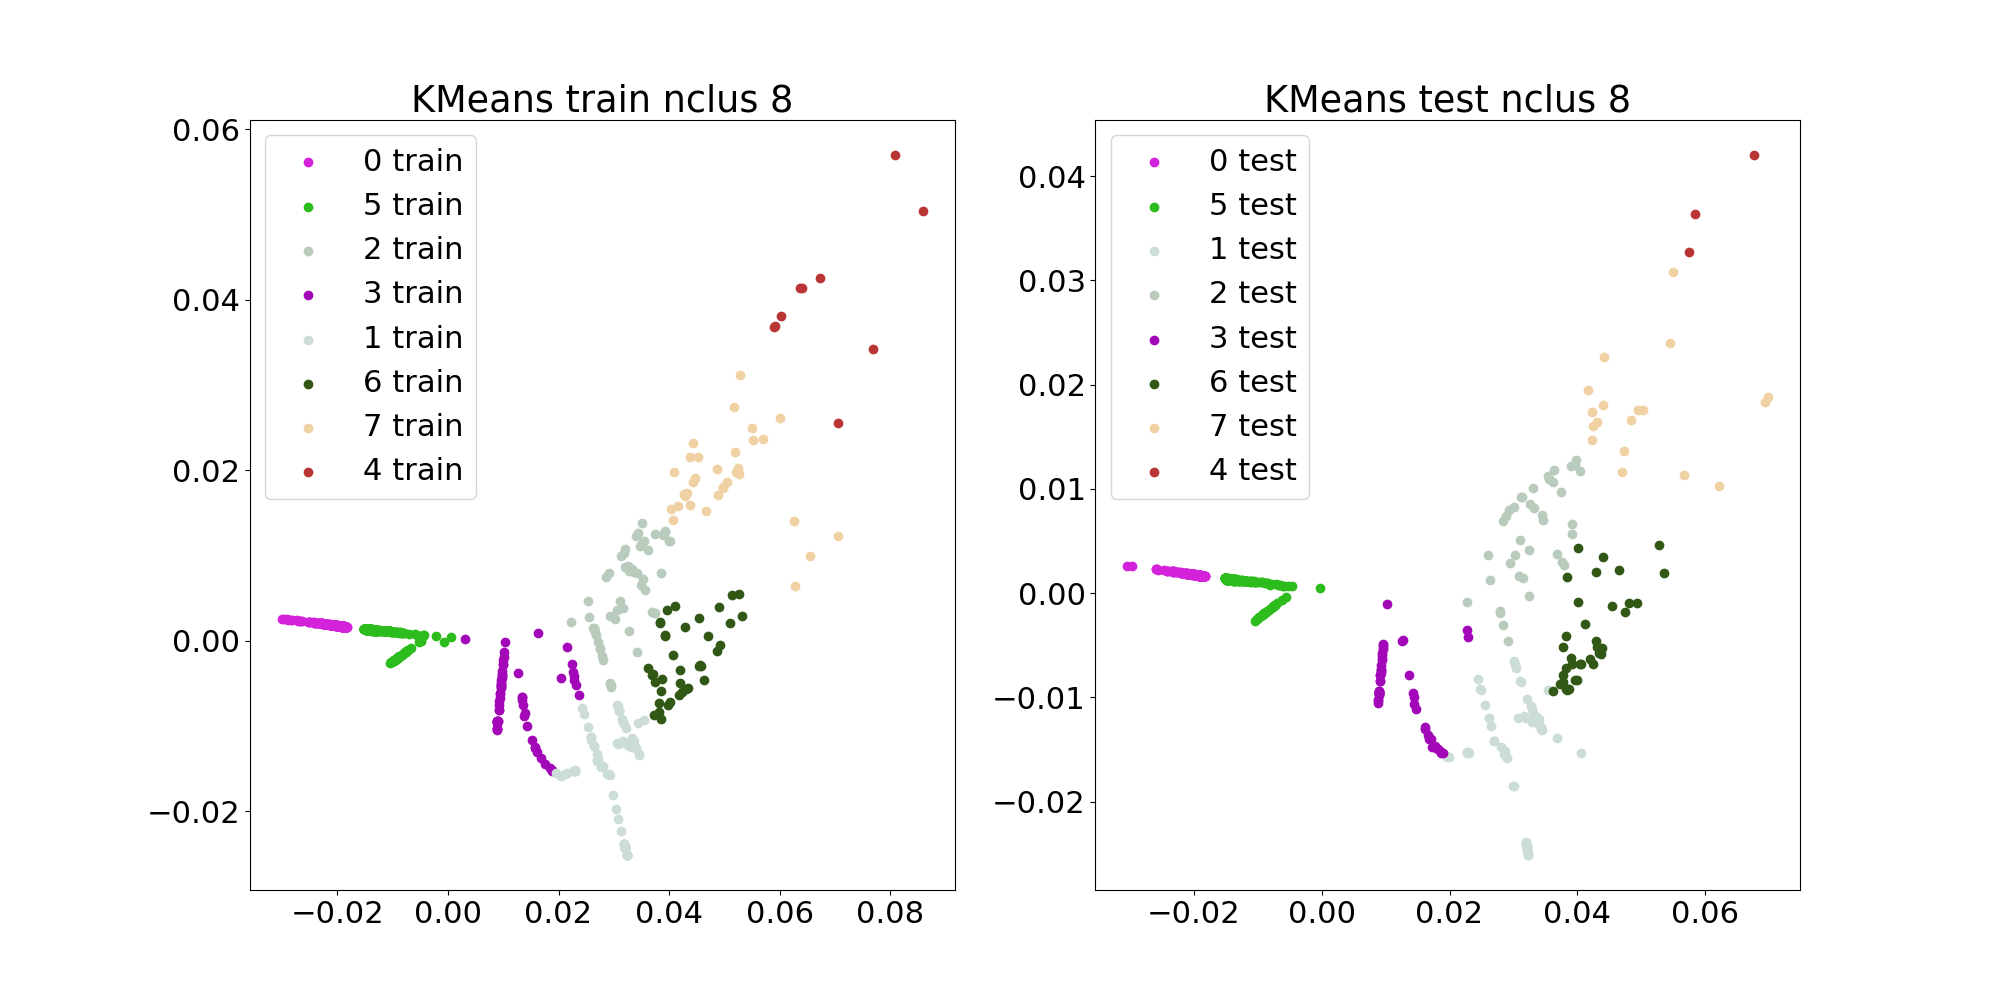 KMeans train nclus 8
0.06
0.04
0.02
0.00
−0.02
0 train
5 train
2 train
3 train
1 train
6 train
7 train
4 train
−0.02 0.00 0.02 0.04 0.06 0.08
KMeans test nclus 8
0.04
0.03
0.02
0.01
0.00
−0.01
−0.02
0 test
5 test
1 test
2 test
3 test
6 test
7 test
4 test
−0.02 0.00 0.02 0.04 0.06